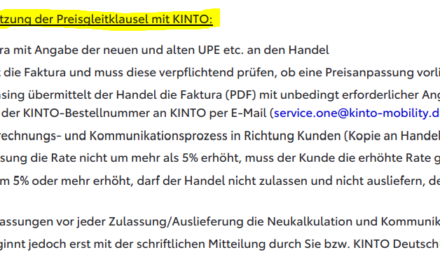 tzung der Preisgleitklausel mit KINTO:
ra mit Angabe der neuen und alten UPE etc. an den Handel
die Faktura und muss diese verpflichtend prüfen, ob eine Preisanpassung vorli
sing übermittelt der Handel die Faktura (PDF) mit unbedingt erforderlicher Ang
der KINTO-Bestellnummer an KINTO per E-Mail (service.one@kinto-mobility.d
rechnungs- und Kommunikationsprozess in Richtung Kunden (Kopie an Handel
sung die Rate nicht um mehr als 5% erhöht, muss der Kunde die erhöhte Rate g
m 5% oder mehr erhöht, darf der Handel nicht zulassen und nicht ausliefern, de
assungen vor jeder Zulassung/Auslieferung die Neukalkulation und Kommunik
ginnt jedoch erst mit der schriftlichen Mitteilung durch Sie bzw. KINTO Deutsch